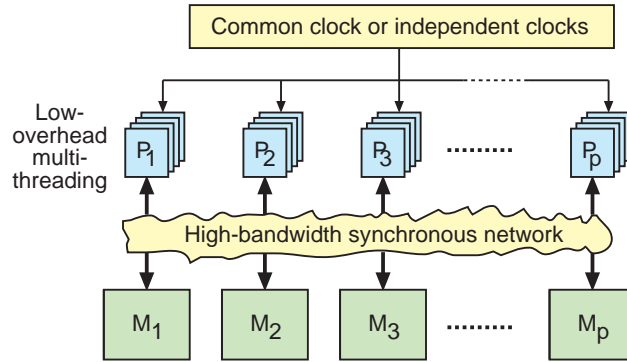 Common clock or independent clocks
Low-
overhead
multi-
threading
P1 P2 P3 Pp
High-bandwidth synchronous network
M1 M2 M3 Mp